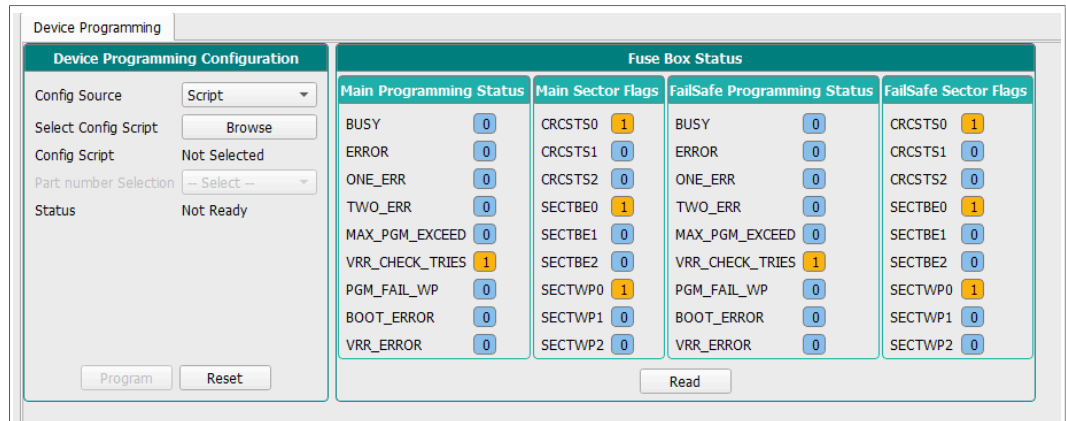 Device Programming
Device Programming Configuration
Config Source Script
Select Config Script Browse
Config Script Not Selected
Part number Selection -- Select --
Status Not Ready
Program Reset
Fuse Box Status
Main Programming Status Main Sector Flags FailSafe Programming Status FailSafe Sector Flags
BUSY 0 CRCSTS0 1 BUSY 0 CRCSTS0 1
ERROR 0 CRCSTS1 0 ERROR 0 CRCSTS1 0
ONE_ERR 0 CRCSTS2 0 ONE_ERR 0 CRCSTS2 0
TWO_ERR 0 SECTBE0 1 TWO_ERR 0 SECTBE0 1
MAX_PGM_EXCEED 0 SECTBE1 0 MAX_PGM_EXCEED 0 SECTBE1 0
VRR_CHECK_TRIES 1 SECTBE2 0 VRR_CHECK_TRIES 1 SECTBE2 0
PGM_FAIL_WP 0 SECTWP0 1 PGM_FAIL_WP 0 SECTWP0 1
BOOT_ERROR 0 SECTWP1 0 BOOT_ERROR 0 SECTWP1 0
VRR_ERROR 0 SECTWP2 0 VRR_ERROR 0 SECTWP2 0
Read